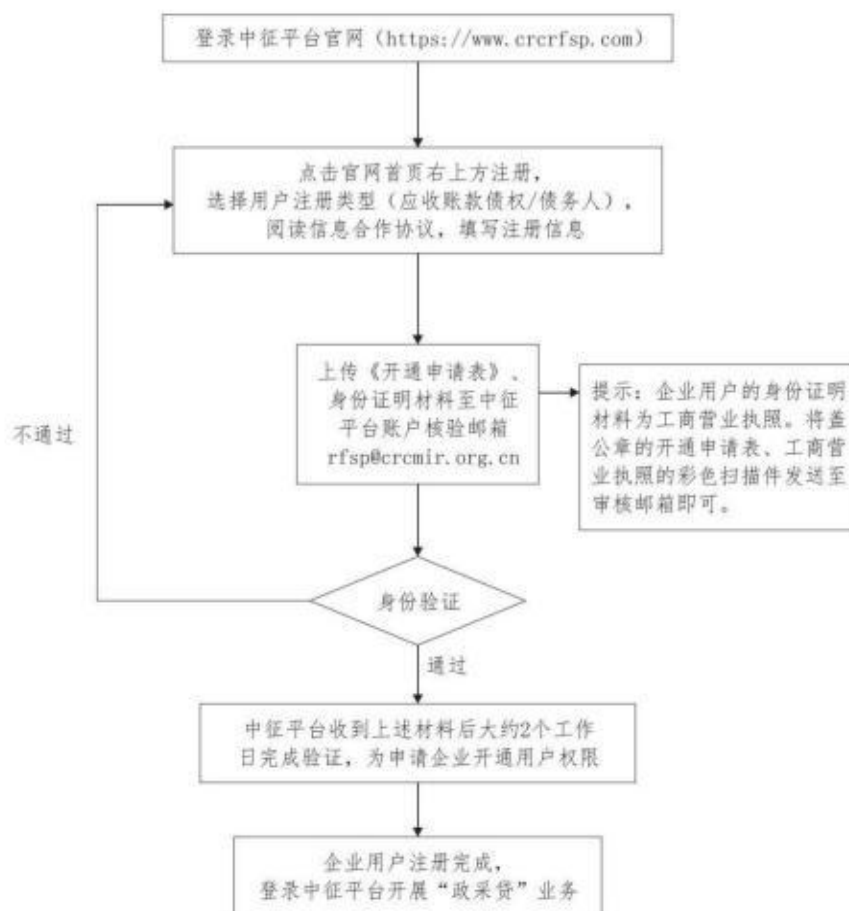 登录中征平台官网（https://www.crcrfsp.com）
点击官网首页右上方注册，
选择用户注册类型（应收账款债权/债务人），
阅读信息合作协议，填写注册信息
上传《开通申请表》、
身份证明材料至中征
平台账户核验邮箱
rfsp@crcmir.org.cn
提示：企业用户的身份证明
材料为工商营业执照。将盖
公章的开通申请表、工商营
业执照的彩色扫描件发送至
审核邮箱即可。
不通过
身份验证
通过
中征平台收到上述材料后大约2个工作
日完成验证，为申请企业开通用户权限
企业用户注册完成，
登录中征平台开展“政采贷”业务